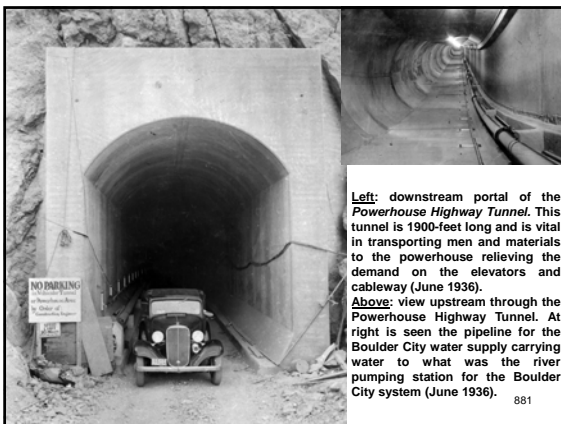 NO PARKING
Left: downstream portal of the
Powerhouse Highway Tunnel. This
tunnel is 1900-feet long and is vital
in transporting men and materials
to the powerhouse relieving the
demand on the elevators and
cableway (June 1936).
Above: view upstream through the
Powerhouse Highway Tunnel. At
right is seen the pipeline for the
Boulder City water supply carrying
water to what was the river
pumping station for the Boulder
City system (June 1936).
881